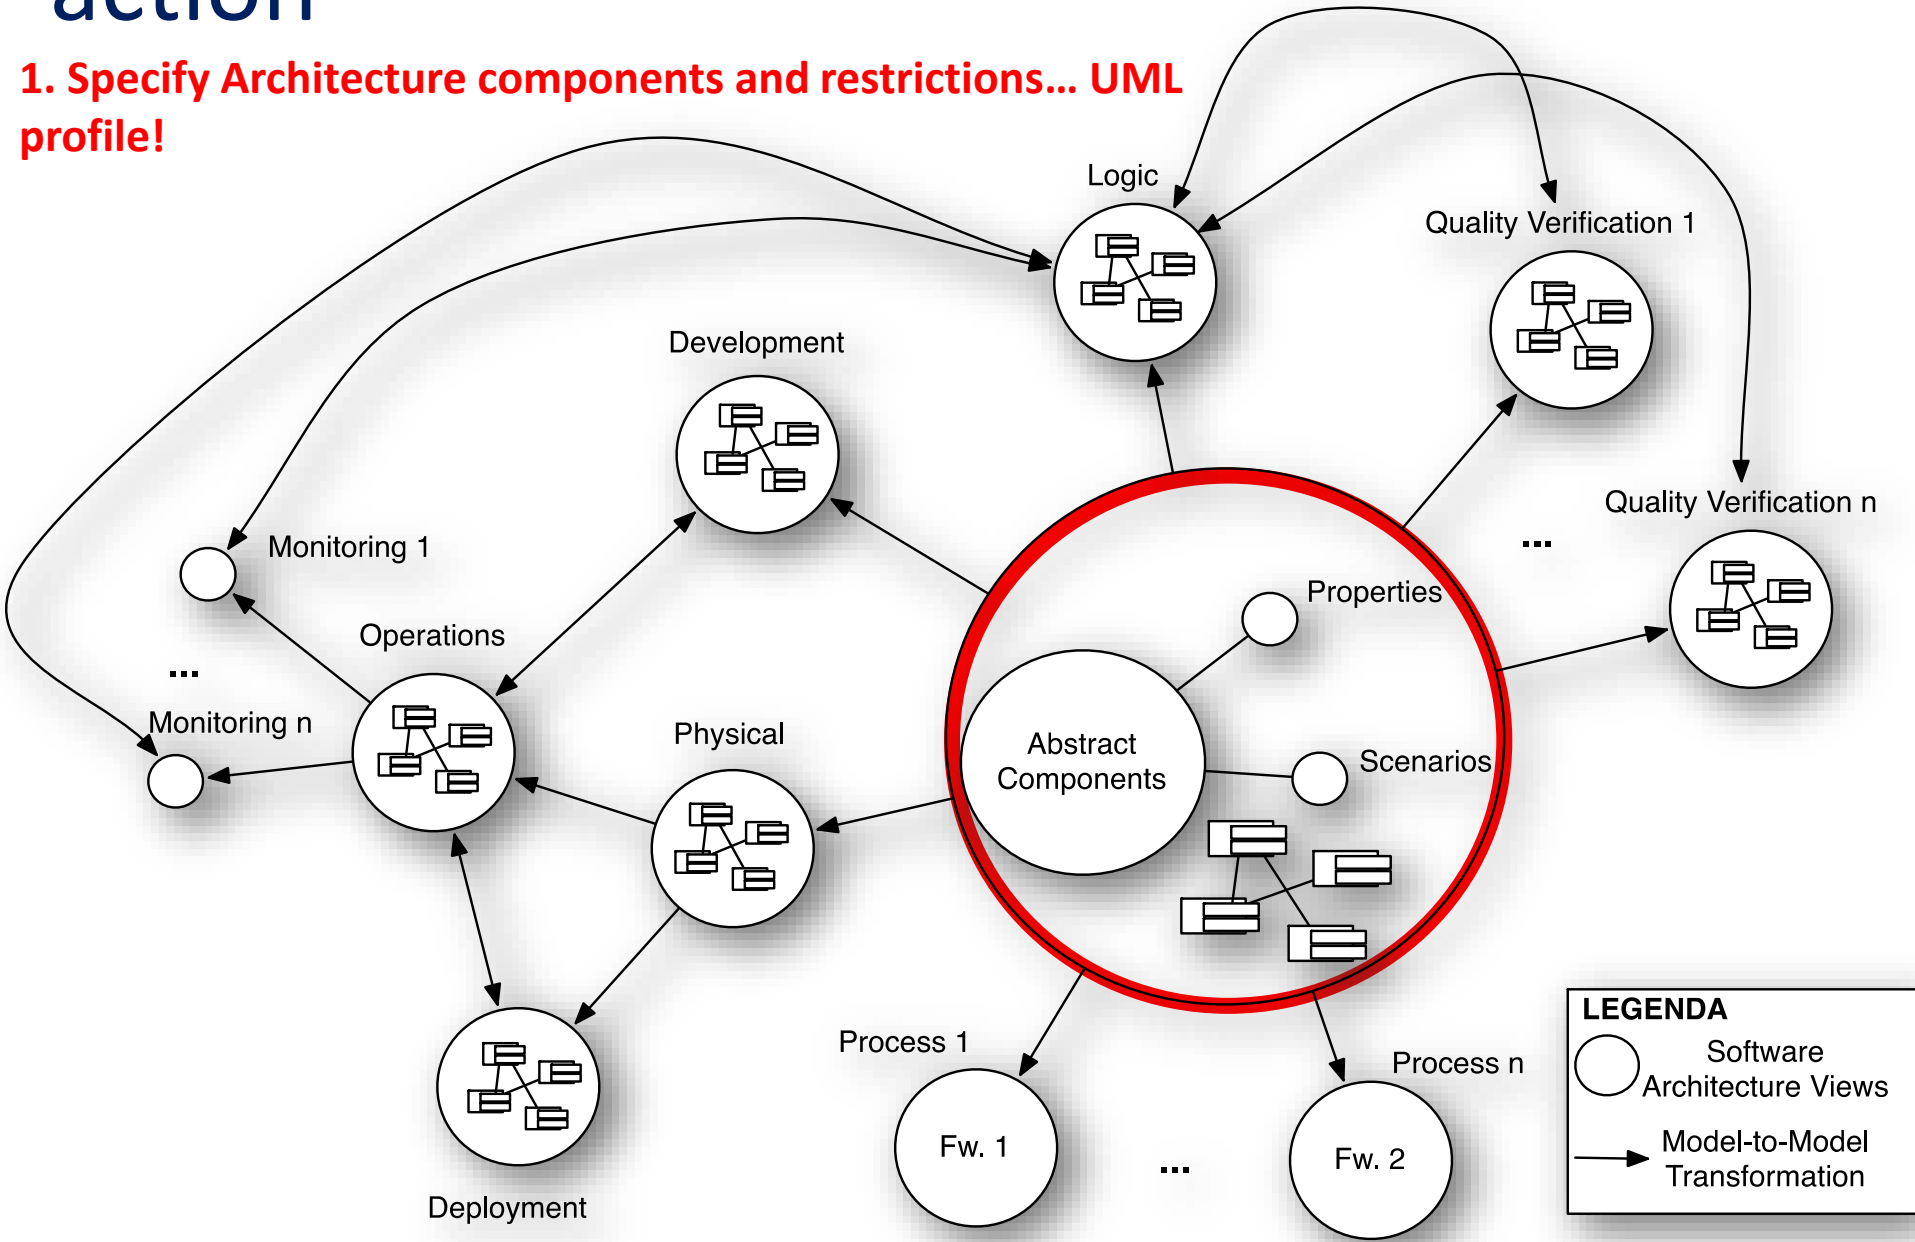 action
1. Specify Architecture components and restrictions... UML
profile!
Logic
Quality Verification 1
Development
Quality Verification n
...
Monitoring 1
Properties
Operations
...
Monitoring n
Physical
Abstract
Components
Scenarios
LEGENDA
Software
Architecture Views
Process 1
Process n
Model-to-Model
Transformation
Fw. 1
...
Fw. 2
Deployment